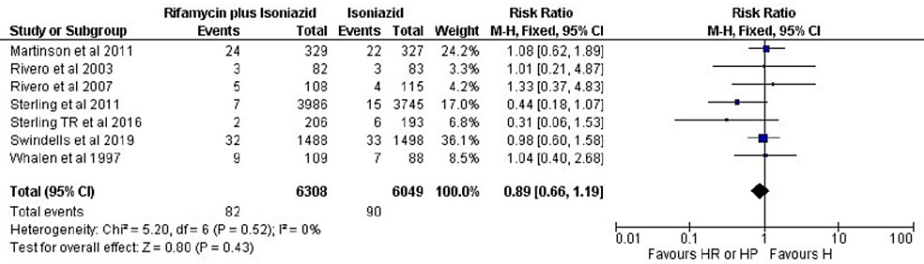 Rifamycin plus Isoniazid Isoniazid Risk Ratio Risk Ratio
Study or Subgroup Events Total Events Total Weight M-H, Fixed, 95% CI M-H, Fixed, 95% CI
Martinson et al 2011 24 329 22 327 24.2% 1.08 [0.62, 1.89]
Rivero et al 2003 3 82 3 83 3.3% 1.01 [0.21, 4.87]
Rivero et al 2007 5 108 4 115 4.3% 1.33 [0.37, 4.83]
Sterling et al 2011 7 3986 15 3745 17.0% 0.44 [0.18, 1.07]
Sterling TR et al 2016 2 206 6 193 6.8% 0.31 [0.06, 1.53]
Swindells et al 2019 32 1488 33 1498 36.1% 0.98 [0.60, 1.58]
Whalen et al 1997 9 109 7 88 8.5% 1.04 [0.40, 2.68]
Total (95% CI) 6308 6049 100.0% 0.89 [0.66, 1.19]
Total events 82 90
Heterogeneity: Chi² = 5.20, df = 6 (P = 0.52); I² = 0%
Test for overall effect: Z = 0.80 (P = 0.43)
0.01 0.1 1 10 100
Favours HR or HP Favours H